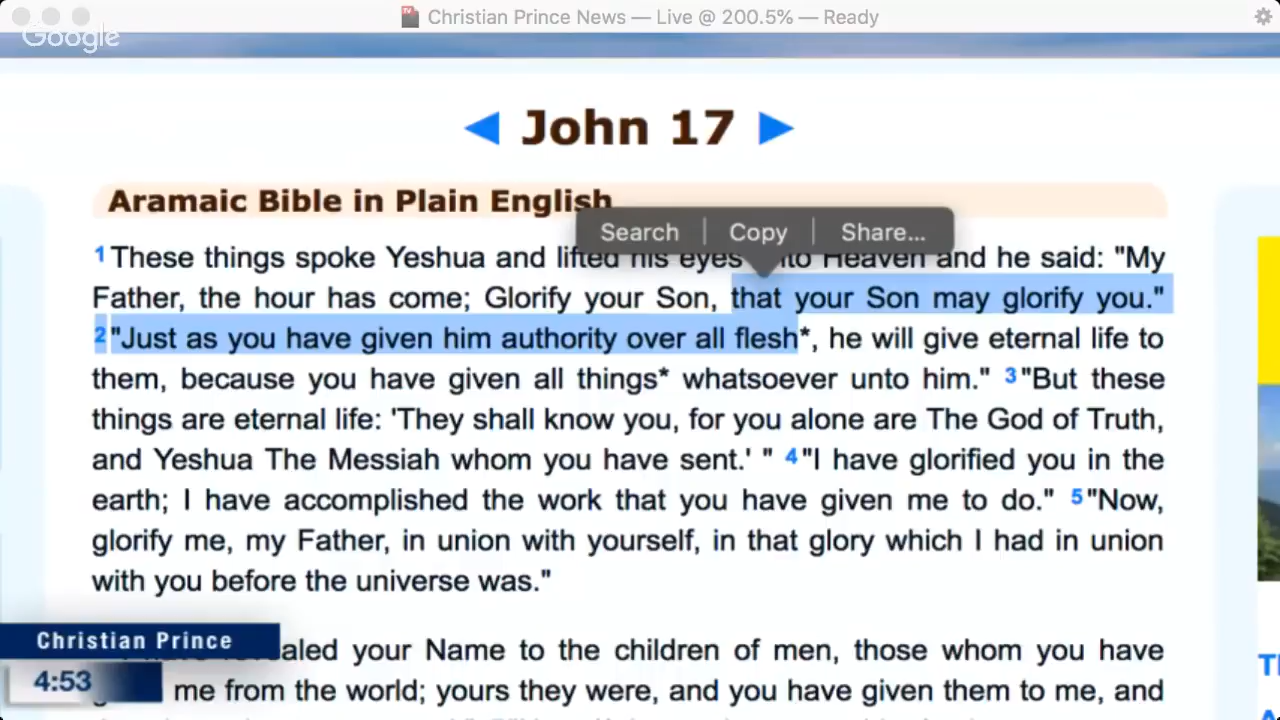 Christian Prince News — Live @ 200.5% — Ready
Google
John 17
Aramaic Bible in Plain English
Search Copy Share...
1 These things spoke Yeshua and lifted his eyes unto Heaven and he said: "My
Father, the hour has come; Glorify your Son, that your Son may glorify you."
2 "Just as you have given him authority over all flesh*, he will give eternal life to
them, because you have given all things* whatsoever unto him." 3 "But these
things are eternal life: 'They shall know you, for you alone are The God of Truth,
and Yeshua The Messiah whom you have sent.' " 4 "I have glorified you in the
earth; I have accomplished the work that you have given me to do." 5 "Now,
glorify me, my Father, in union with yourself, in that glory which I had in union
with you before the universe was."
your Name to the children of men, those whom you have
me from the world; yours they were, and you have given them to me, and
Christian Prince
4:53